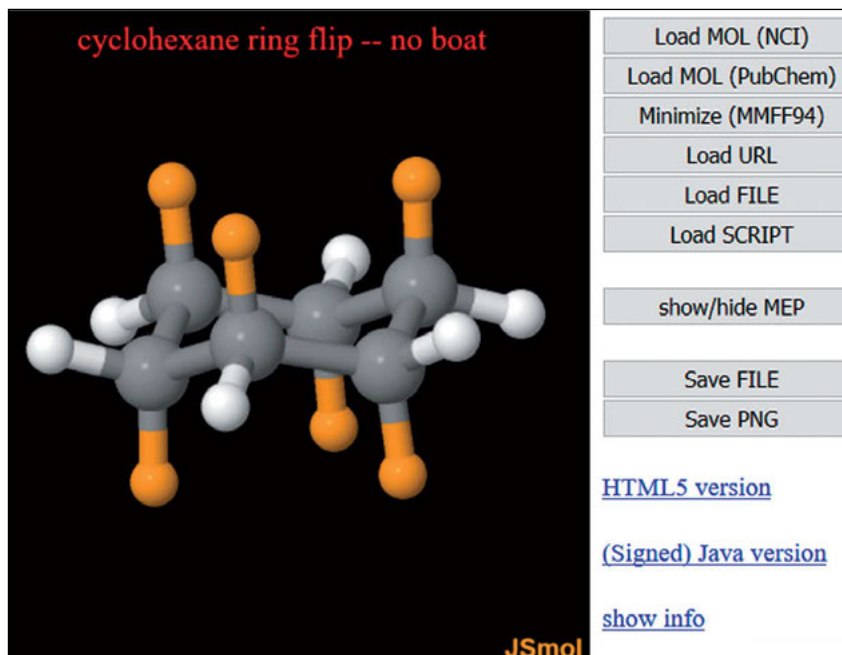 cyclohexane ring flip -- no boat
Load MOL (NCI)
Load MOL (PubChem)
Minimize (MMFF94)
Load URL
Load FILE
Load SCRIPT
show/hide MEP
Save FILE
Save PNG
HTML5 version
(Signed) Java version
show info
JSmol